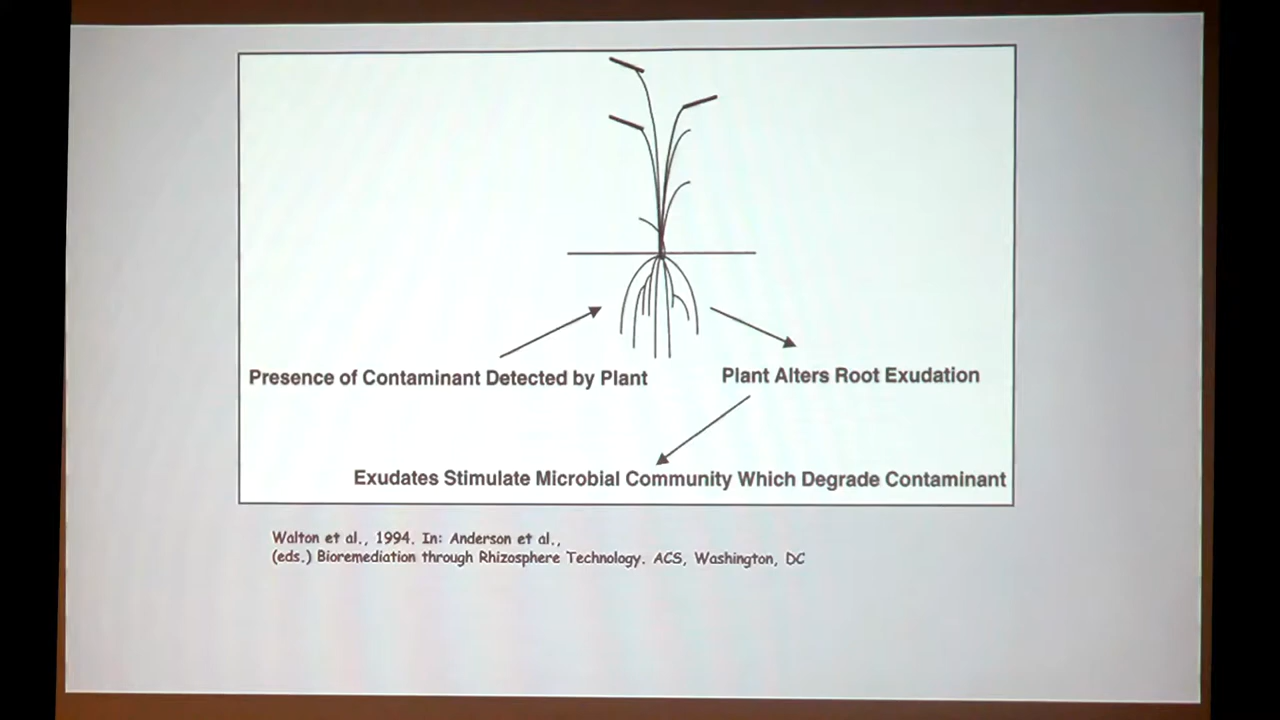 Presence of Contaminant Detected by Plant
Plant Alters Root Exudation
Exudates Stimulate Microbial Community Which Degrade Contaminant
Walton et al., 1994. In: Anderson et al.,
(eds.) Bioremediation through Rhizosphere Technology. ACS, Washington, DC